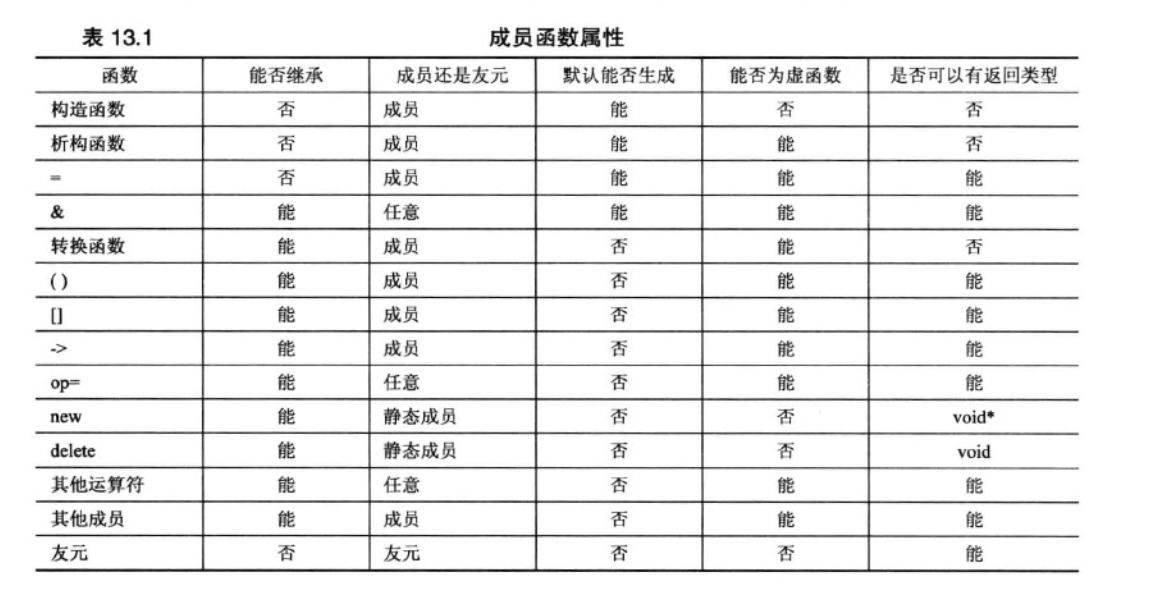 表 13.1 成员函数属性
函数 能否继承 成员还是友元 默认能否生成 能否为虚函数 是否可以有返回类型
构造函数 否 成员 能 否 否
析构函数 否 成员 能 能 否
= 否 成员 能 能 能
& 能 任意 能 能 能
转换函数 能 成员 否 能 否
( ) 能 成员 否 能 能
[] 能 成员 否 能 能
-> 能 成员 否 能 能
op= 能 任意 否 能 能
new 能 静态成员 否 否 void*
delete 能 静态成员 否 否 void
其他运算符 能 任意 否 能 能
其他成员 能 成员 否 能 能
友元 否 友元 否 否 能